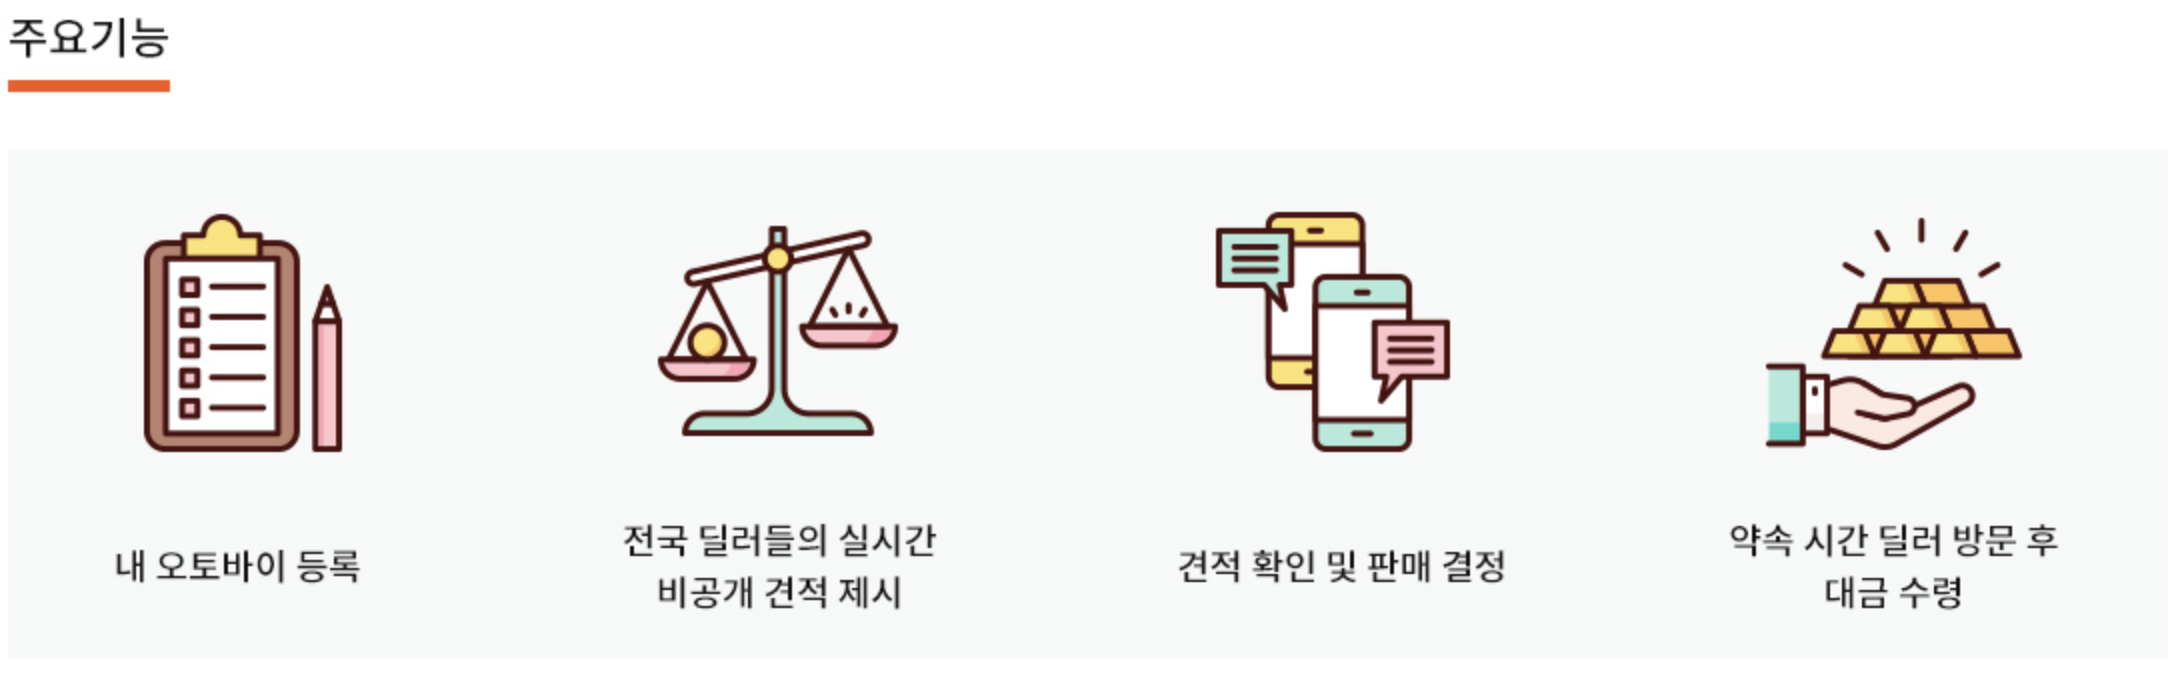 주요기능
내 오토바이 등록
전국 딜러들의 실시간
비공개 견적 제시
견적 확인 및 판매 결정
약속 시간 딜러 방문 후
대금 수령